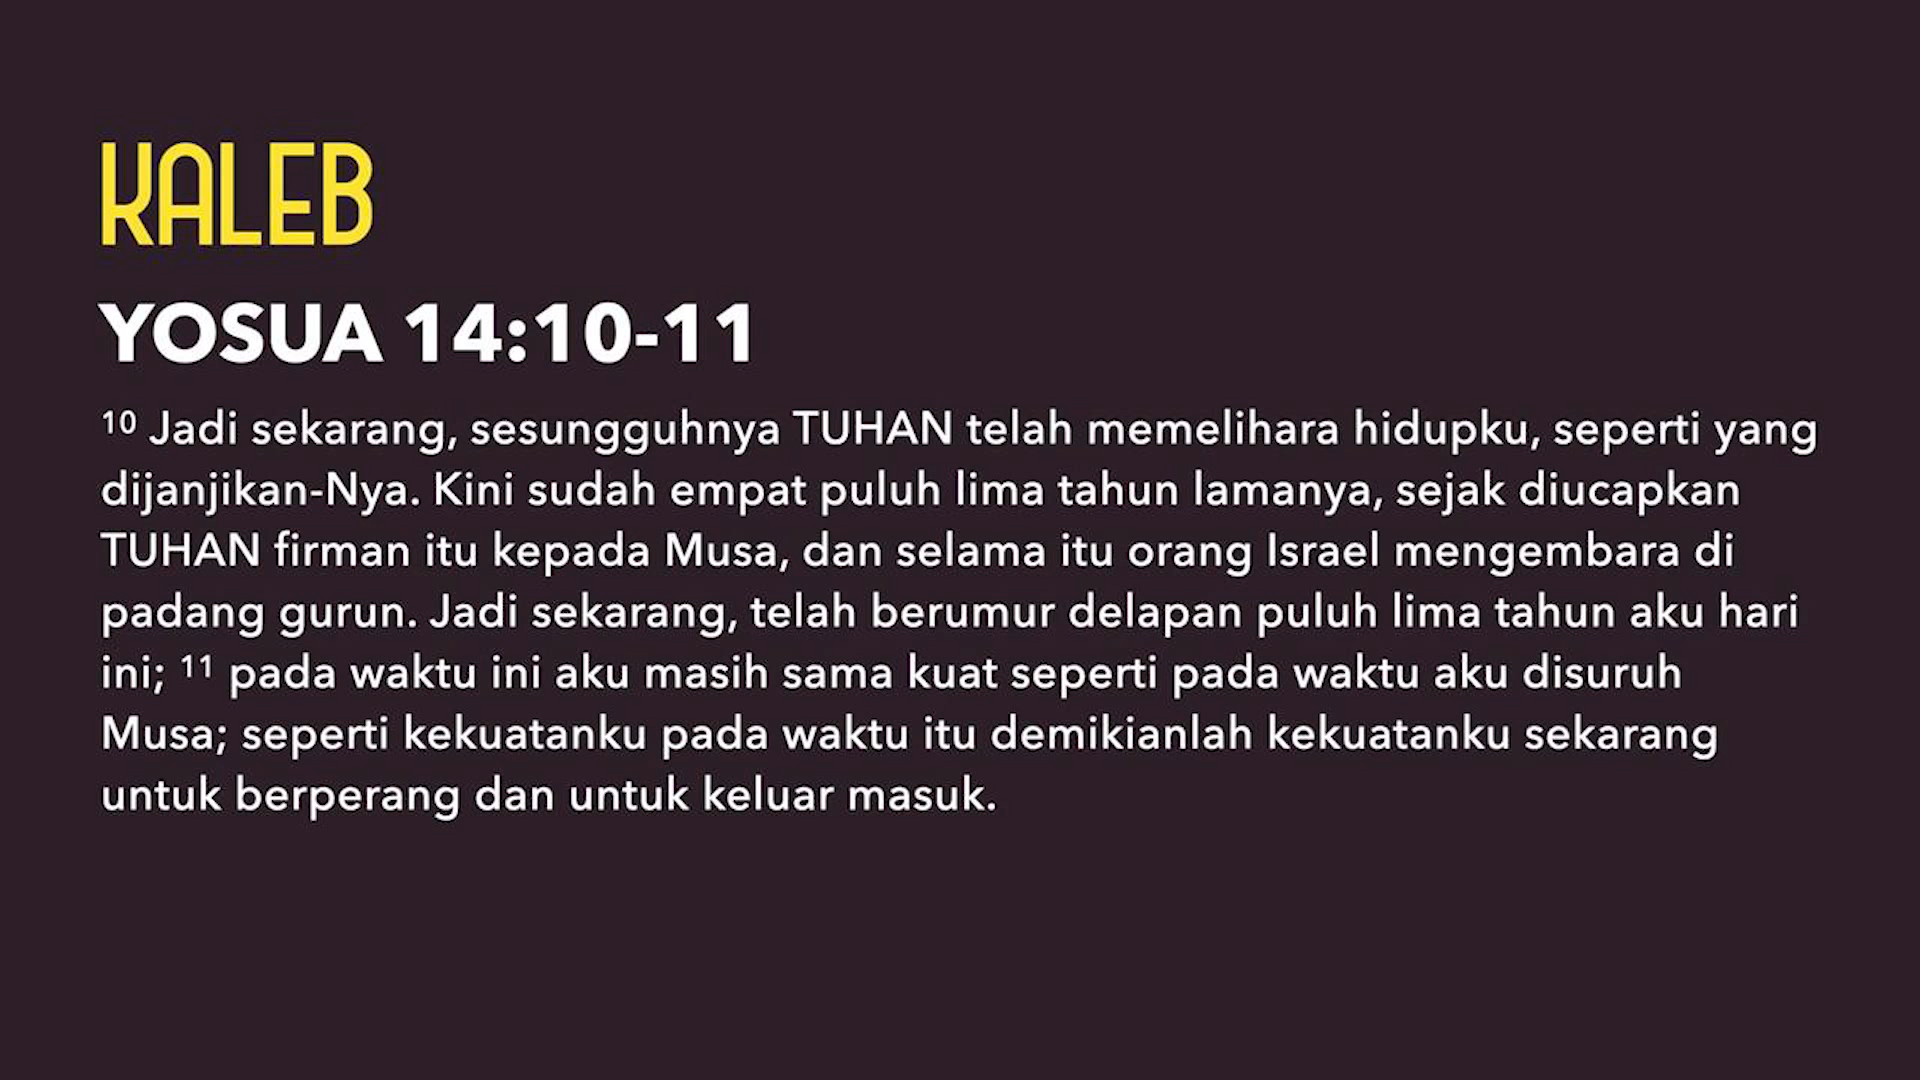 KALEB
YOSUA 14:10-11
¹⁰ Jadi sekarang, sesungguhnya TUHAN telah memelihara hidupku, seperti yang
dijanjikan-Nya. Kini sudah empat puluh lima tahun lamanya, sejak diucapkan
TUHAN firman itu kepada Musa, dan selama itu orang Israel mengembara di
padang gurun. Jadi sekarang, telah berumur delapan puluh lima tahun aku hari
ini; ¹¹ pada waktu ini aku masih sama kuat seperti pada waktu aku disuruh
Musa; seperti kekuatanku pada waktu itu demikianlah kekuatanku sekarang
untuk berperang dan untuk keluar masuk.